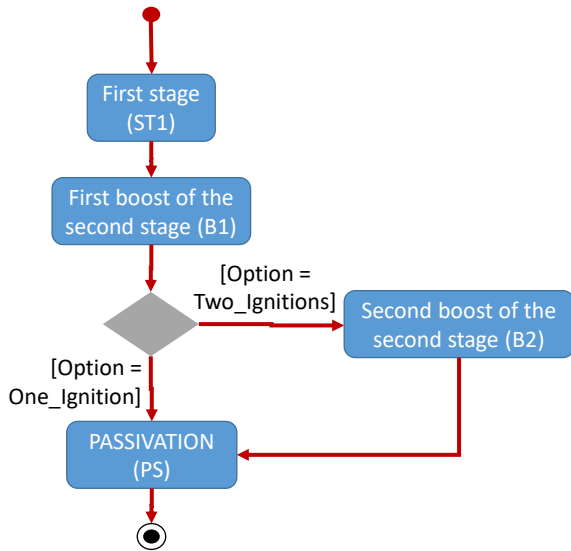 First stage
(ST1)
First boost of the
second stage (B1)
[Option =
Two_Ignitions]
Second boost of the
second stage (B2)
[Option =
One_Ignition]
PASSIVATION
(PS)